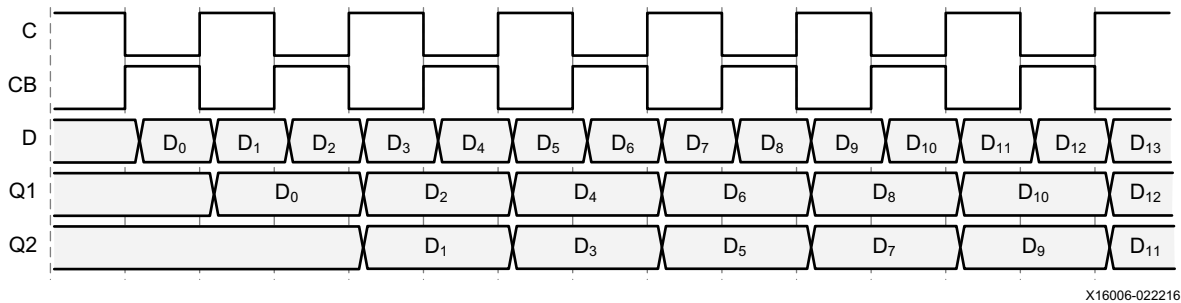 C
CB
D D0 D1 D2 D3 D4 D5 D6 D7 D8 D9 D10 D11 D12 D13
Q1 D0 D2 D4 D6 D8 D10 D12
Q2 D1 D3 D5 D7 D9 D11
X16006-022216